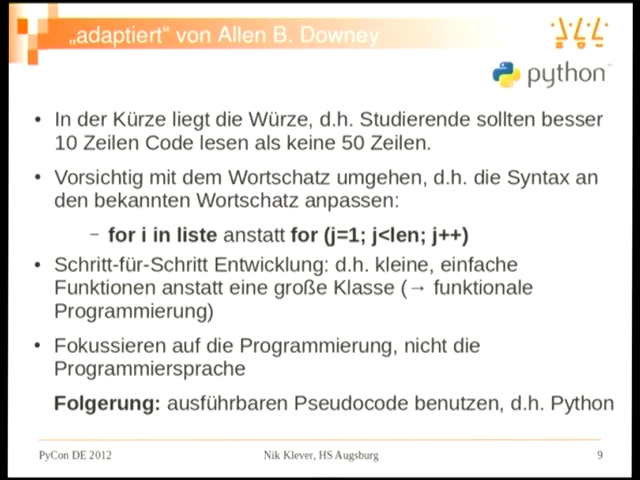 „adaptiert“ von Allen B. Downey
python
• In der Kürze liegt die Würze, d.h. Studierende sollten besser
10 Zeilen Code lesen als keine 50 Zeilen.
• Vorsichtig mit dem Wortschatz umgehen, d.h. die Syntax an
den bekannten Wortschatz anpassen:
– for i in liste anstatt for (j=1; j<len; j++)
• Schritt-für-Schritt Entwicklung: d.h. kleine, einfache
Funktionen anstatt eine große Klasse (→ funktionale
Programmierung)
• Fokussieren auf die Programmierung, nicht die
Programmiersprache
Folgerung: ausführbaren Pseudocode benutzen, d.h. Python
PyCon DE 2012 Nik Klever, HS Augsburg 9